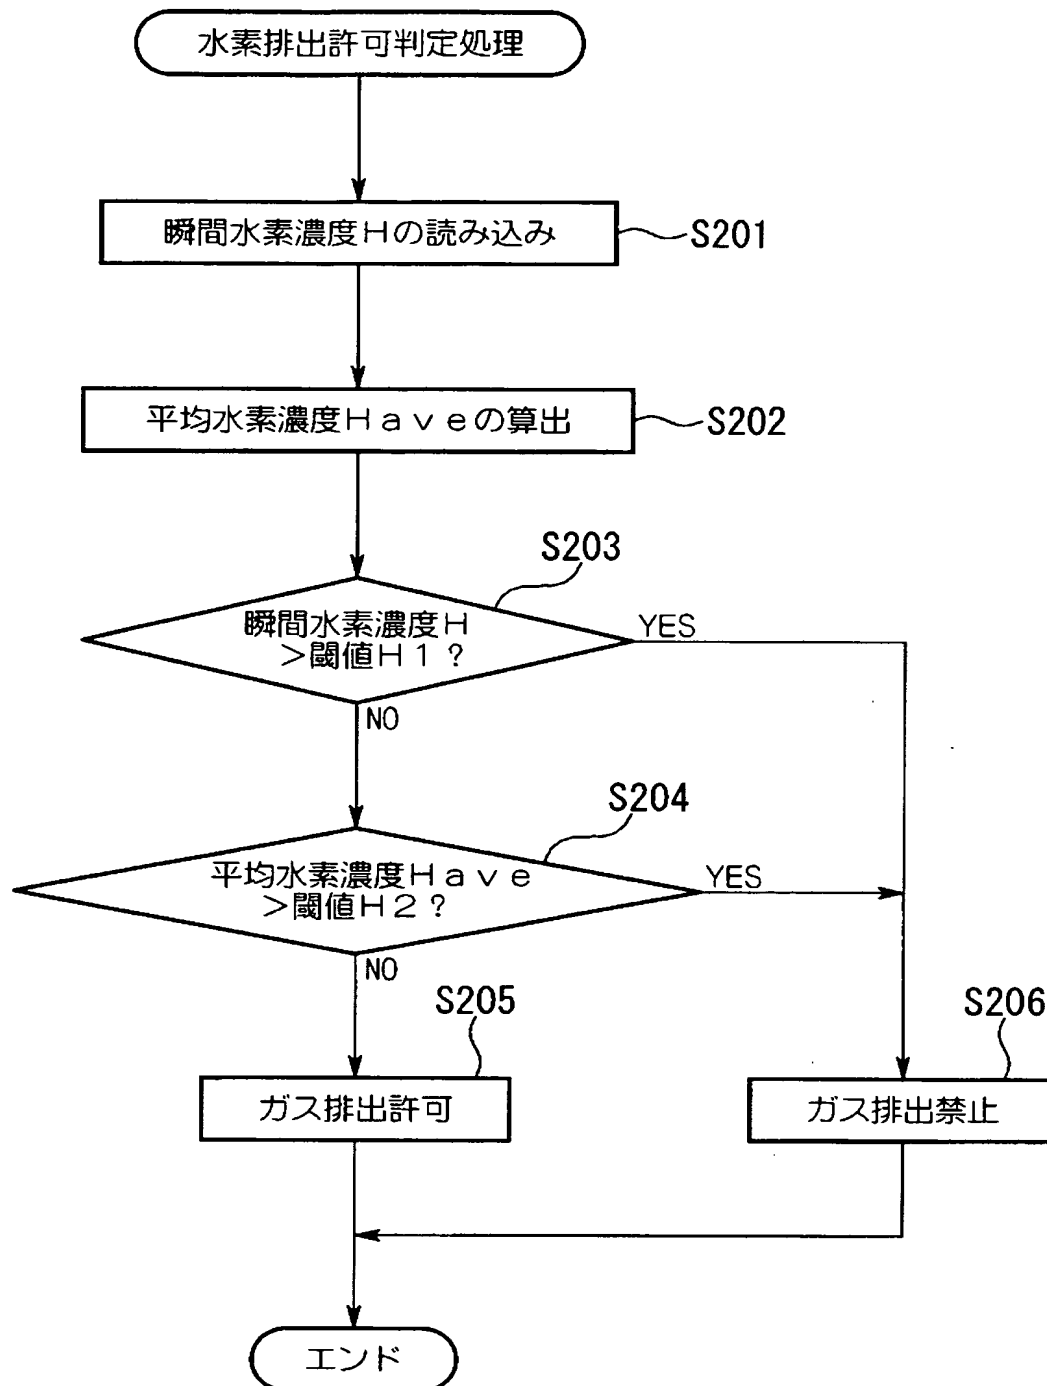 水素排出許可判定処理
瞬間水素濃度Hの読み込み
S201
平均水素濃度Haveの算出
S202
S203
瞬間水素濃度H
>閾値H1?
YES
NO
S204
平均水素濃度Have
>閾値H2?
YES
NO
S205
S206
ガス排出許可
ガス排出禁止
エンド